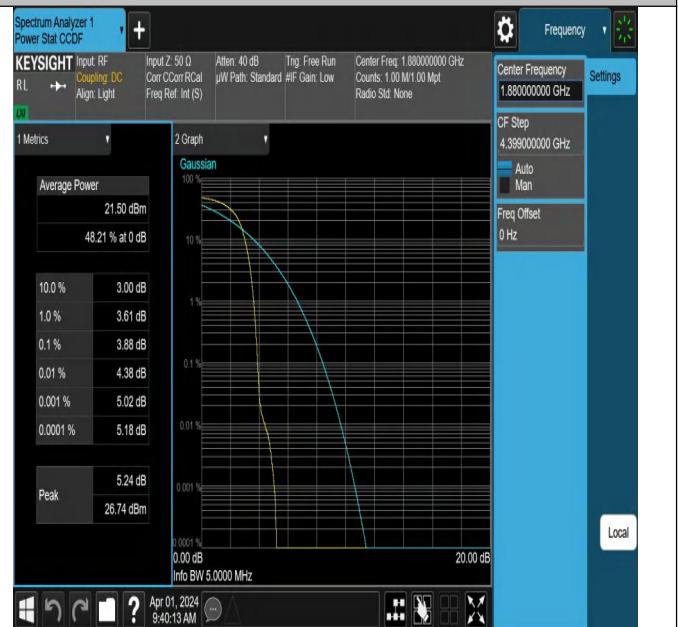 Spectrum Analyzer 1
Power Stat CCDF
+
Frequency
KEYSIGHT
RL
LXI
Input: RF
Coupling: DC
Align: Light
Input Z: 50 Ω
Corr CCorr RCal
Freq Ref: Int (S)
Atten: 40 dB
µW Path: Standard
Trig: Free Run
#IF Gain: Low
Center Freq: 1.880000000 GHz
Counts: 1.00 M/1.00 Mpt
Radio Std: None
Center Frequency
1.880000000 GHz
Settings
CF Step
4.399000000 GHz
Auto
Man
Freq Offset
0 Hz
Local
1 Metrics
Average Power
21.50 dBm
48.21 % at 0 dB
10.0 % 3.00 dB
1.0 % 3.61 dB
0.1 % 3.88 dB
0.01 % 4.38 dB
0.001 % 5.02 dB
0.0001 % 5.18 dB
Peak
5.24 dB
26.74 dBm
2 Graph
Gaussian
100 %
10 %
1 %
0.1 %
0.01 %
0.001 %
0.0001 %
0.00 dB 20.00 dB
Info BW 5.0000 MHz
?
Apr 01, 2024
9:40:13 AM